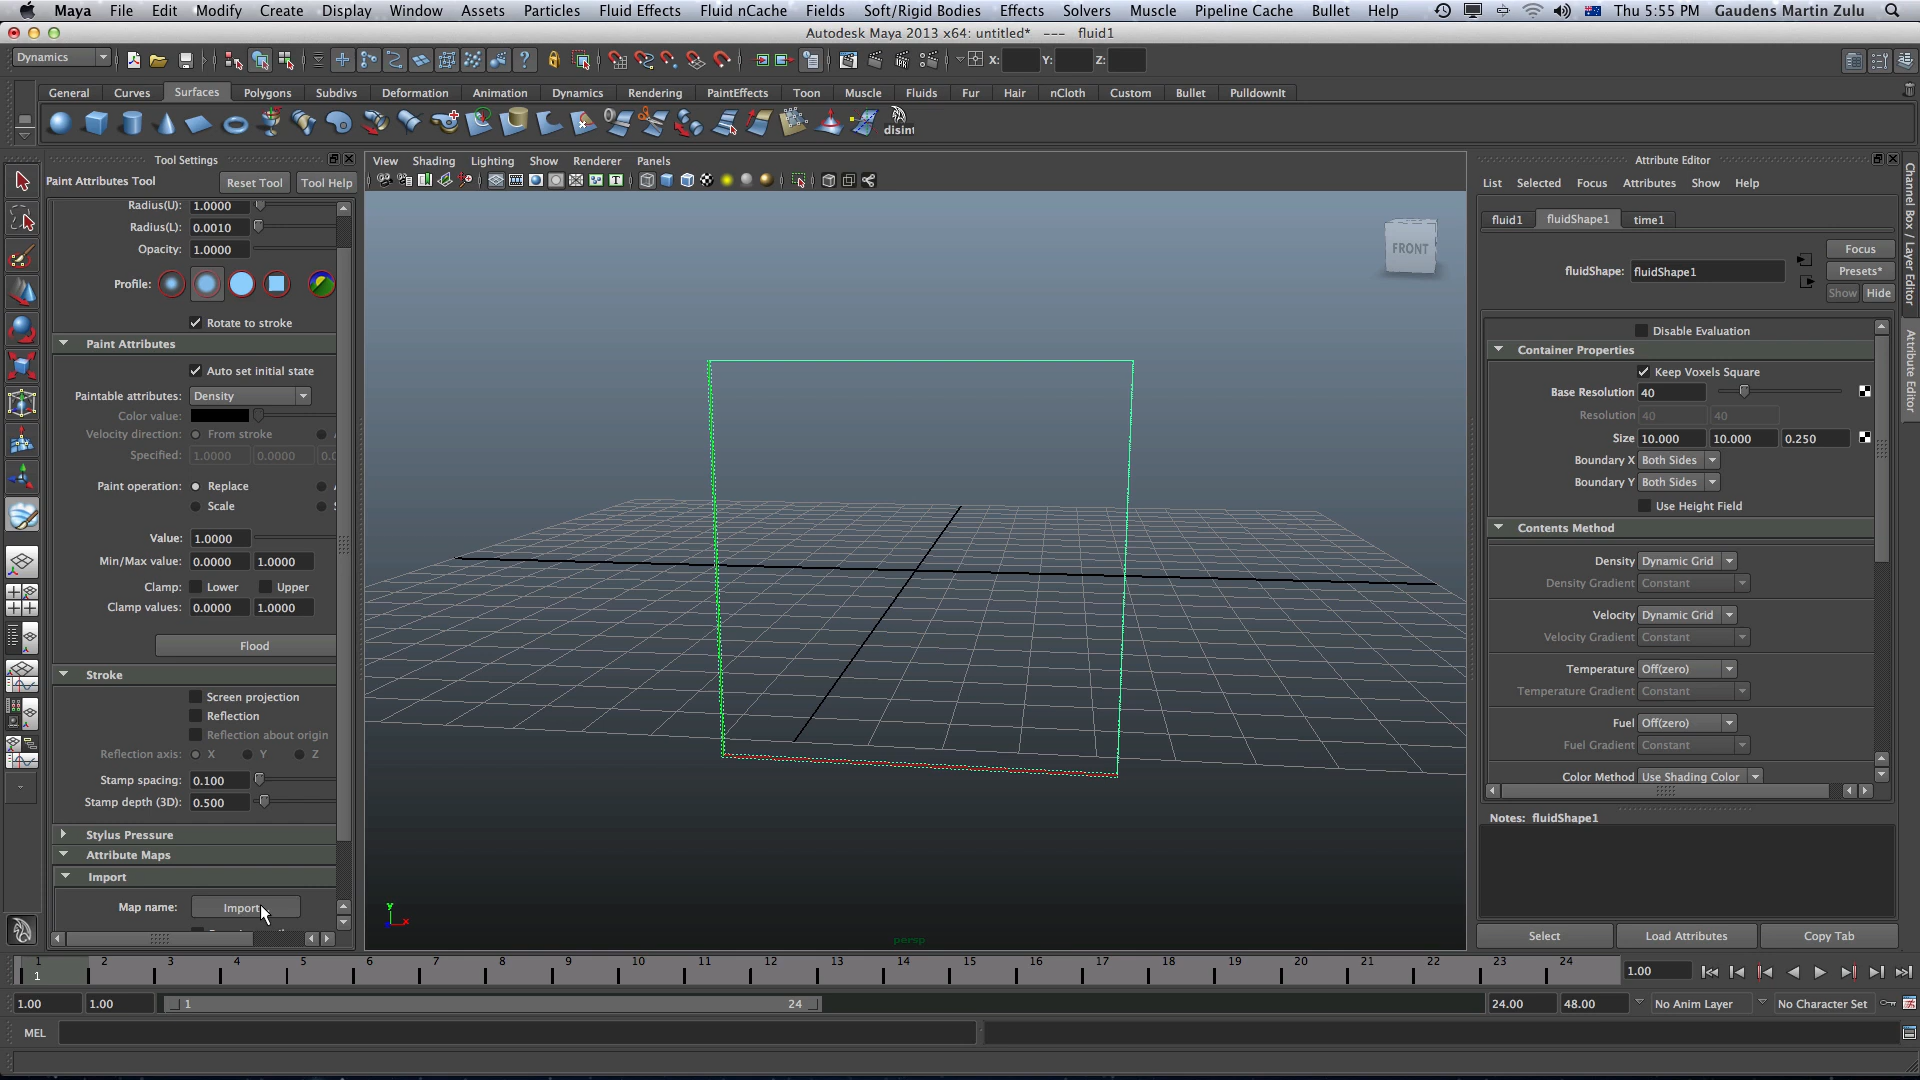 Maya File Edit Modify Create Display Window Assets Particles Fluid Effects Fluid nCache Fields Soft/Rigid Bodies Effects Solvers Muscle Pipeline Cache Bullet Help Thu 5:55 PM Gaudens Martin Zulu
Autodesk Maya 2013 x64: untitled* --- fluid1
Dynamics X: Y: Z:
General Curves Surfaces Polygons Subdivs Deformation Animation Dynamics Rendering PaintEffects Toon Muscle Fluids Fur Hair nCloth Custom Bullet PulldownIt
disint
Tool Settings
Paint Attributes Tool Reset Tool Tool Help
Radius(U): 1.0000
Radius(L): 0.0010
Opacity: 1.0000
Profile:
Rotate to stroke
Paint Attributes
Auto set initial state
Paintable attributes: Density
Color value:
Velocity direction: From stroke
Specified: 1.0000 0.0000 0.0
Paint operation: Replace
Scale
Value: 1.0000
Min/Max value: 0.0000 1.0000
Clamp: Lower Upper
Clamp values: 0.0000 1.0000
Flood
Stroke
Screen projection
Reflection
Reflection about origin
Reflection axis: X Y Z
Stamp spacing: 0.100
Stamp depth (3D): 0.500
Stylus Pressure
Attribute Maps
Import
Map name: Import
View Shading Lighting Show Renderer Panels
FRONT
y
x
persp
Attribute Editor
List Selected Focus Attributes Show Help
fluid1 fluidShape1 time1
Focus
fluidShape: fluidShape1 Presets*
Show Hide
Disable Evaluation
Container Properties
Keep Voxels Square
Base Resolution 40
Resolution 40 40
Size 10.000 10.000 0.250
Boundary X Both Sides
Boundary Y Both Sides
Use Height Field
Contents Method
Density Dynamic Grid
Density Gradient Constant
Velocity Dynamic Grid
Velocity Gradient Constant
Temperature Off(zero)
Temperature Gradient Constant
Fuel Off(zero)
Fuel Gradient Constant
Color Method Use Shading Color
Notes: fluidShape1
Select Load Attributes Copy Tab
Channel Box / Layer Editor
Attribute Editor
1 2 3 4 5 6 7 8 9 10 11 12 13 14 15 16 17 18 19 20 21 22 23 24
1 1.00
1.00 1.00 1 24 24.00 48.00 No Anim Layer No Character Set
MEL